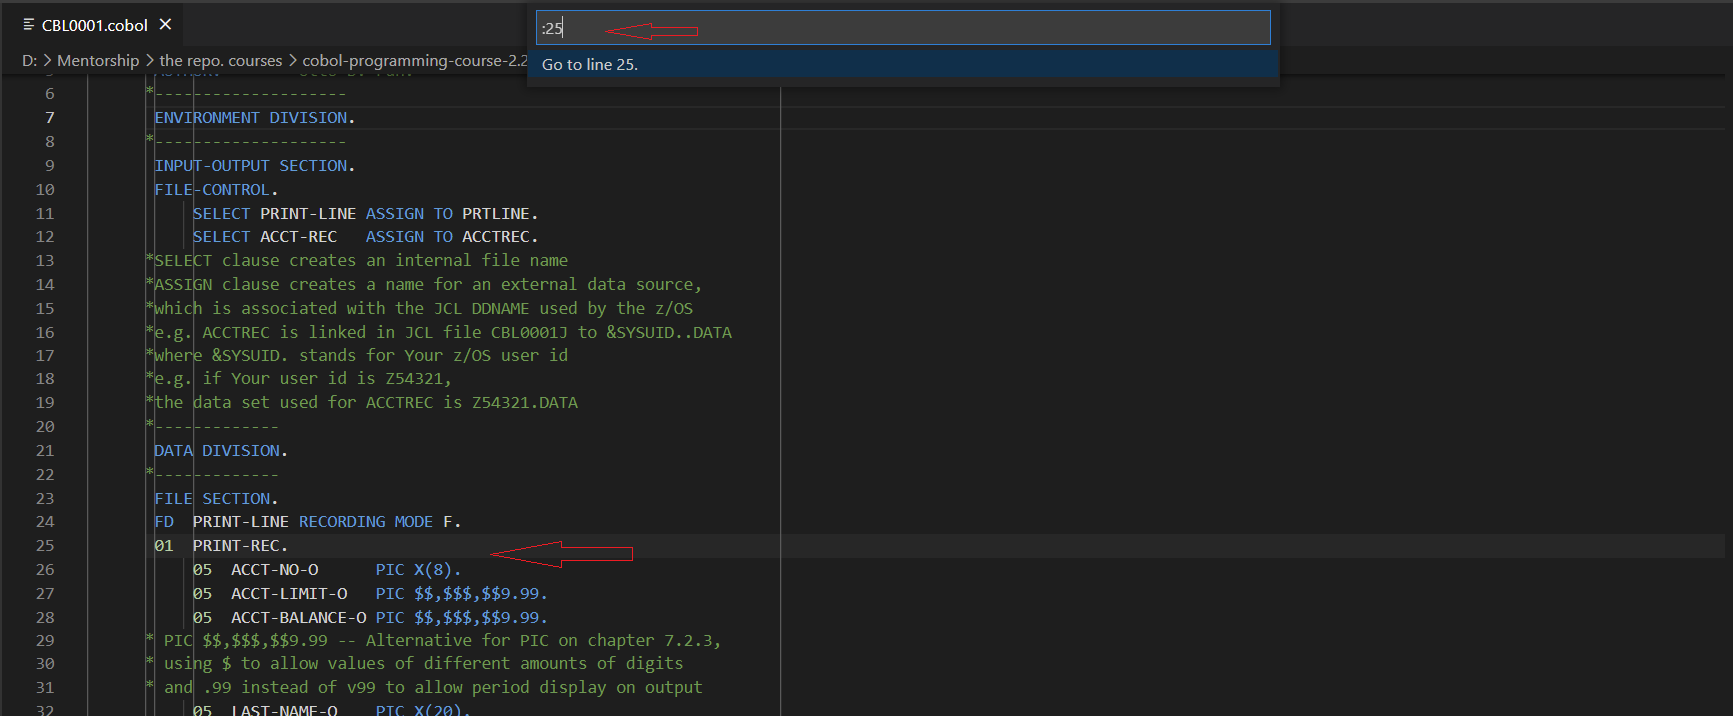 CBL0001.cobol
:25
Go to line 25.
D: > Mentorship > the repo. courses > cobol-programming-course-2.2
6 *--------------------
7 ENVIRONMENT DIVISION.
8 *--------------------
9 INPUT-OUTPUT SECTION.
10 FILE-CONTROL.
11 SELECT PRINT-LINE ASSIGN TO PRTLINE.
12 SELECT ACCT-REC   ASSIGN TO ACCTREC.
13 *SELECT clause creates an internal file name
14 *ASSIGN clause creates a name for an external data source,
15 *which is associated with the JCL DDNAME used by the z/OS
16 *e.g. ACCTREC is linked in JCL file CBL0001J to &SYSUID..DATA
17 *where &SYSUID. stands for Your z/OS user id
18 *e.g. if Your user id is Z54321,
19 *the data set used for ACCTREC is Z54321.DATA
20 *-------------
21 DATA DIVISION.
22 *-------------
23 FILE SECTION.
24 FD  PRINT-LINE RECORDING MODE F.
25 01  PRINT-REC.
26 05  ACCT-NO-O      PIC X(8).
27 05  ACCT-LIMIT-O   PIC $$,$$$,$$9.99.
28 05  ACCT-BALANCE-O PIC $$,$$$,$$9.99.
29 * PIC $$,$$$,$$9.99 -- Alternative for PIC on chapter 7.2.3,
30 * using $ to allow values of different amounts of digits
31 * and .99 instead of v99 to allow period display on output
32 05  LAST-NAME-O    PIC X(20).